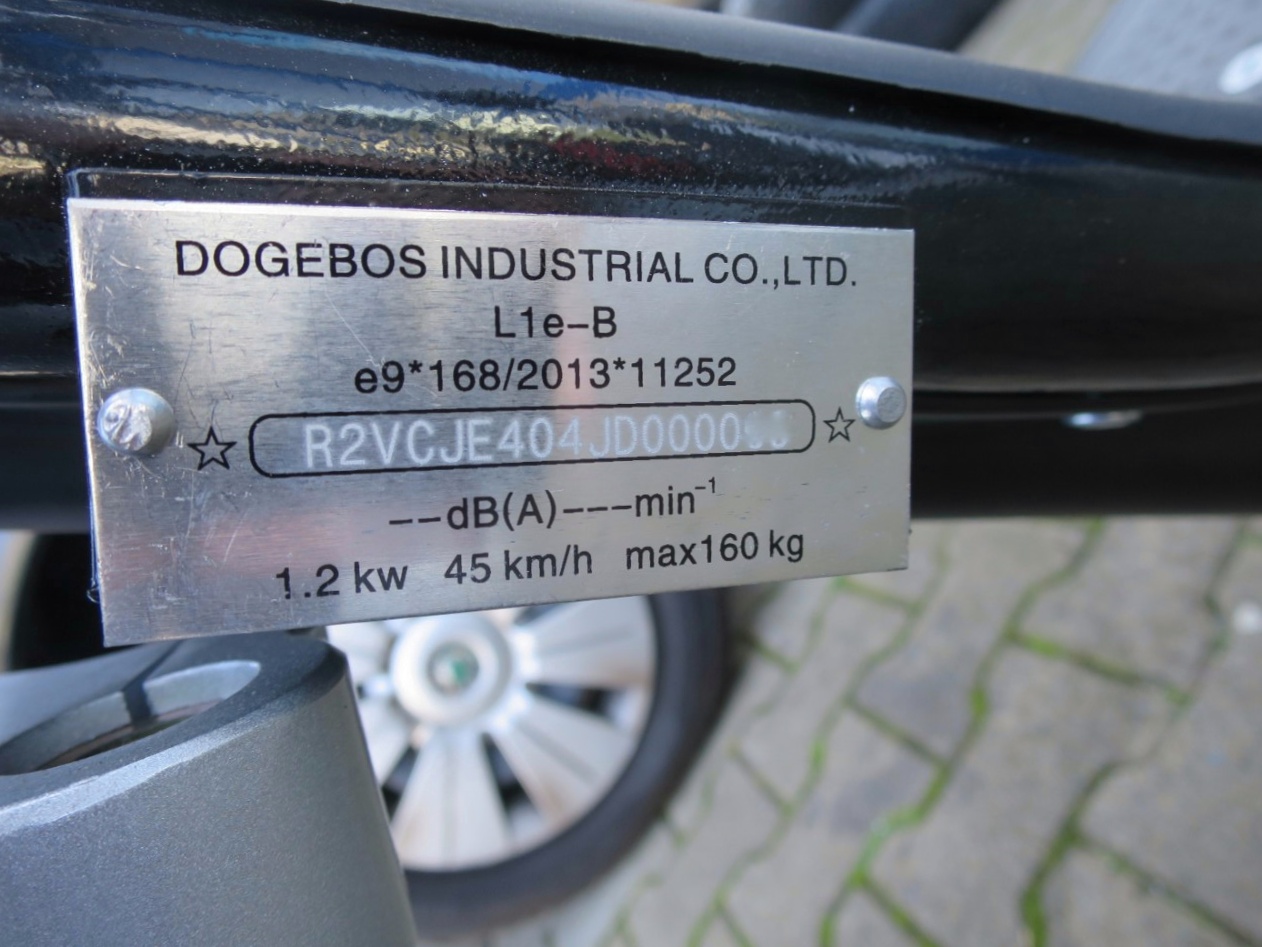 DOGEBOS INDUSTRIAL CO.,LTD.
L1e-B
e9*168/2013*11252
--dB(A)---min⁻¹
1.2 kw 45 km/h max160 kg